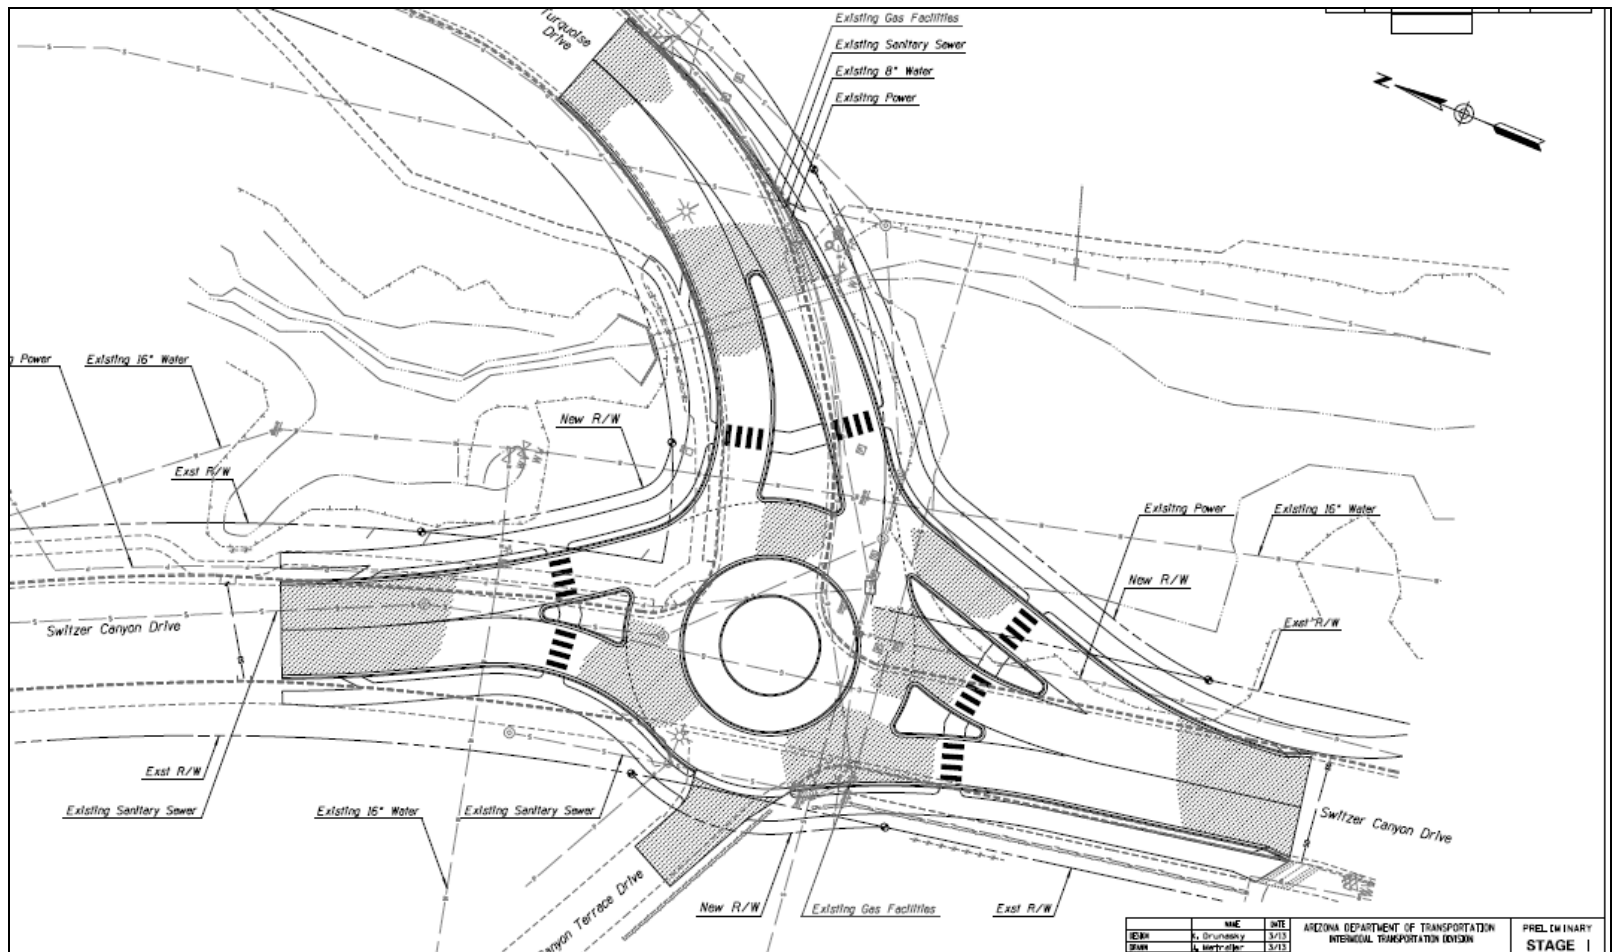 Turquoise
Drive
Existing Gas Facilities
Existing Sanitary Sewer
Existing 8" Water
Existing Power
N
Power
Existing 16" Water
New R/W
Exst R/W
Existing Power
Existing 16" Water
New R/W
Exst R/W
Switzer Canyon Drive
Exst R/W
Existing Sanitary Sewer
Existing 16" Water
Existing Sanitary Sewer
Switzer Canyon Drive
Canyon Terrace Drive
New R/W
Existing Gas Facilities
Exst R/W
NAME DATE
DESIGN K. Grunesky 3/13
DRAWN 3/13
ARIZONA DEPARTMENT OF TRANSPORTATION
INTERMODAL TRANSPORTATION DIVISION
PRELIMINARY
STAGE I